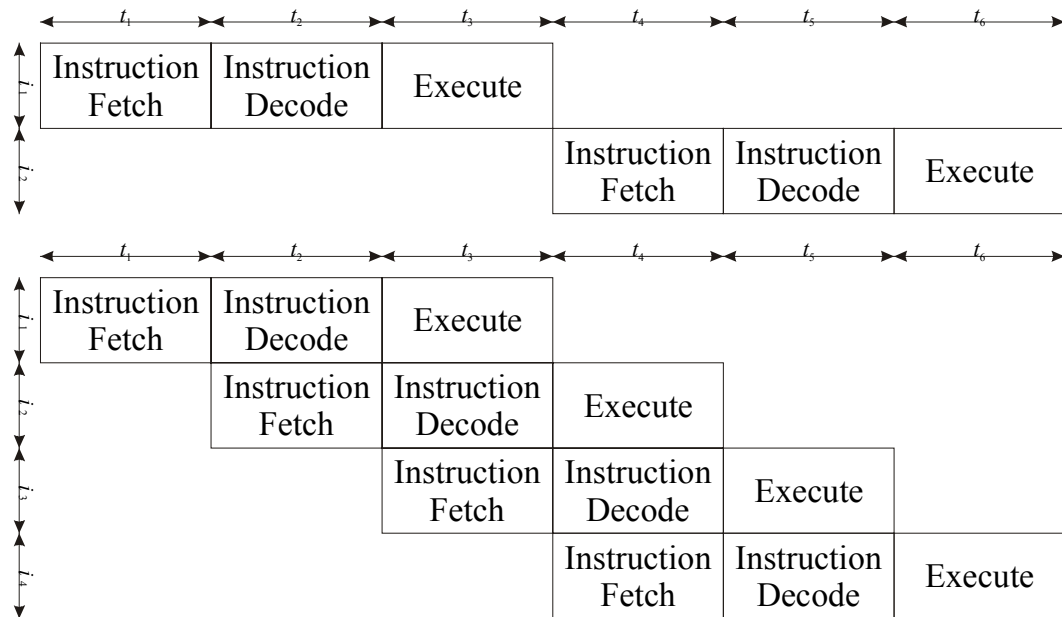 t₁ t₂ t₃ t₄ t₅ t₆
i₁
Instruction Fetch
Instruction Decode
Execute
i₂
Instruction Fetch
Instruction Decode
Execute
t₁ t₂ t₃ t₄ t₅ t₆
i₁
Instruction Fetch
Instruction Decode
Execute
i₂
Instruction Fetch
Instruction Decode
Execute
i₃
Instruction Fetch
Instruction Decode
Execute
i₄
Instruction Fetch
Instruction Decode
Execute